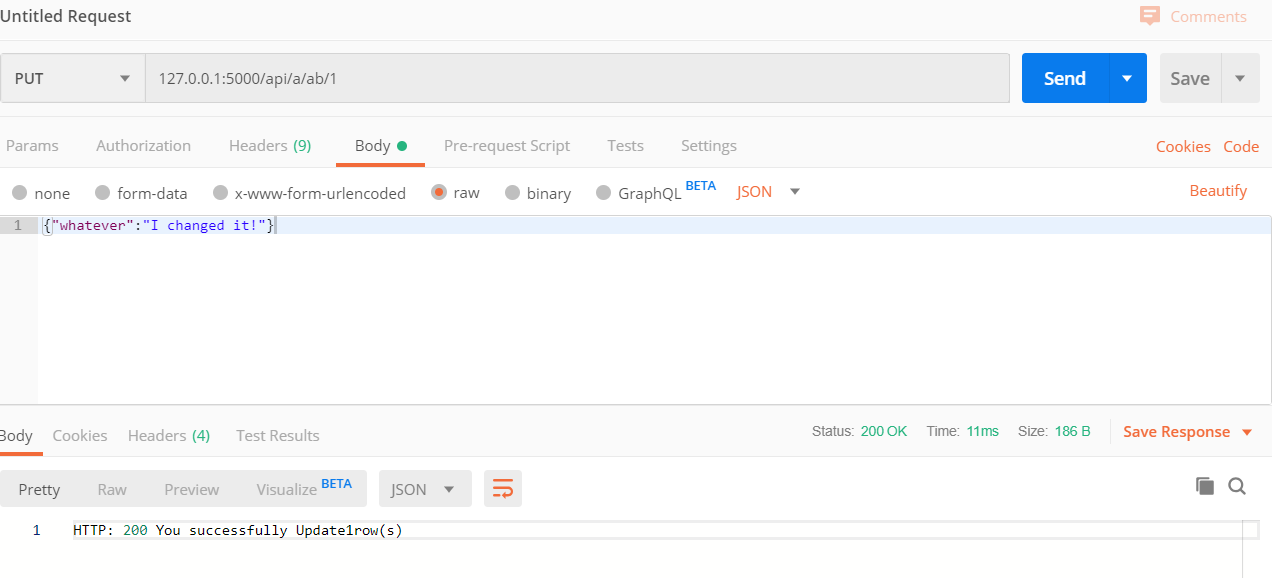 Untitled Request Comments
PUT 127.0.0.1:5000/api/a/ab/1 Send Save
Params Authorization Headers (9) Body Pre-request Script Tests Settings Cookies Code
none form-data x-www-form-urlencoded raw binary GraphQL BETA JSON Beautify
1 {"whatever":"I changed it!"}
Body Cookies Headers (4) Test Results Status: 200 OK Time: 11ms Size: 186 B Save Response
Pretty Raw Preview Visualize BETA JSON
1 HTTP: 200 You successfully Update1row(s)